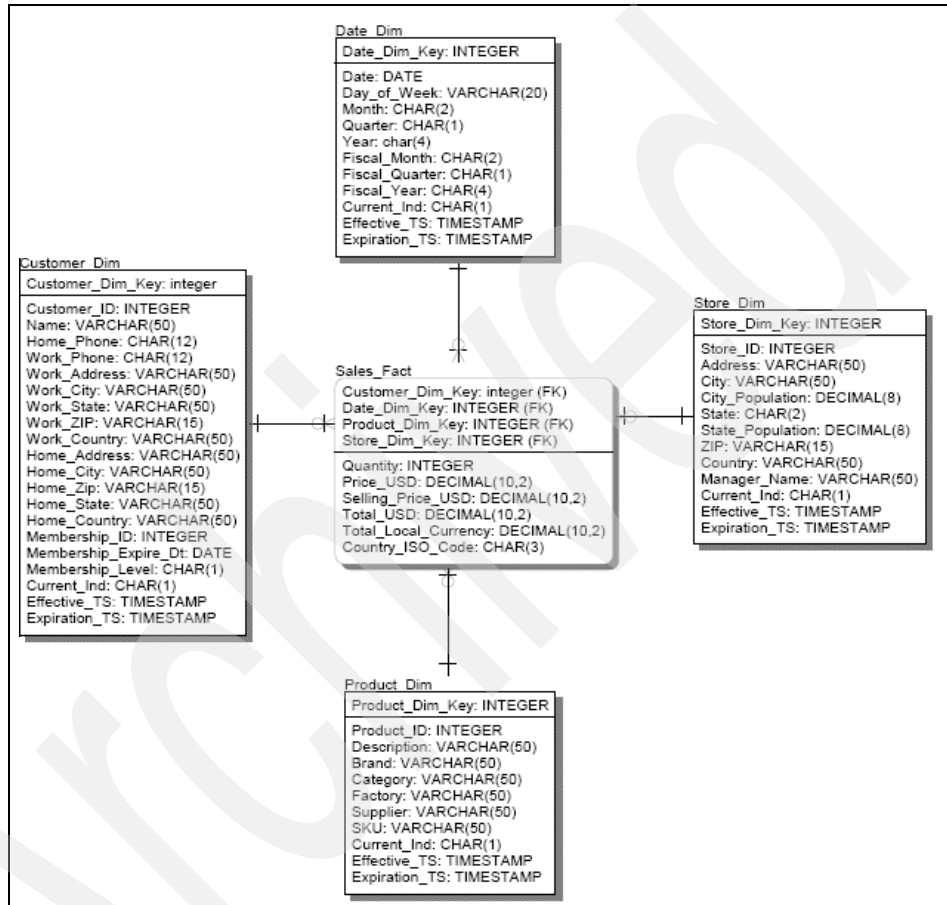 Date_Dim
Date_Dim_Key: INTEGER
Date: DATE
Day_of_Week: VARCHAR(20)
Month: CHAR(2)
Quarter: CHAR(1)
Year: char(4)
Fiscal_Month: CHAR(2)
Fiscal_Quarter: CHAR(1)
Fiscal_Year: CHAR(4)
Current_Ind: CHAR(1)
Effective_TS: TIMESTAMP
Expiration_TS: TIMESTAMP
Customer_Dim
Customer_Dim_Key: integer
Customer_ID: INTEGER
Name: VARCHAR(50)
Home_Phone: CHAR(12)
Work_Phone: CHAR(12)
Work_Address: VARCHAR(50)
Work_City: VARCHAR(50)
Work_State: VARCHAR(50)
Work_ZIP: VARCHAR(15)
Work_Country: VARCHAR(50)
Home_Address: VARCHAR(50)
Home_City: VARCHAR(50)
Home_Zip: VARCHAR(15)
Home_State: VARCHAR(50)
Home_Country: VARCHAR(50)
Membership_ID: INTEGER
Membership_Expire_Dt: DATE
Membership_Level: CHAR(1)
Current_Ind: CHAR(1)
Effective_TS: TIMESTAMP
Expiration_TS: TIMESTAMP
Sales_Fact
Customer_Dim_Key: integer (FK)
Date_Dim_Key: INTEGER (FK)
Product_Dim_Key: INTEGER (FK)
Store_Dim_Key: INTEGER (FK)
Quantity: INTEGER
Price_USD: DECIMAL(10,2)
Selling_Price_USD: DECIMAL(10,2)
Total_USD: DECIMAL(10,2)
Total_Local_Currency: DECIMAL(10,2)
Country_ISO_Code: CHAR(3)
Store_Dim
Store_Dim_Key: INTEGER
Store_ID: INTEGER
Address: VARCHAR(50)
City: VARCHAR(50)
City_Population: DECIMAL(8)
State: CHAR(2)
State_Population: DECIMAL(8)
ZIP: VARCHAR(15)
Country: VARCHAR(50)
Manager_Name: VARCHAR(50)
Current_Ind: CHAR(1)
Effective_TS: TIMESTAMP
Expiration_TS: TIMESTAMP
Product_Dim
Product_Dim_Key: INTEGER
Product_ID: INTEGER
Description: VARCHAR(50)
Brand: VARCHAR(50)
Category: VARCHAR(50)
Factory: VARCHAR(50)
Supplier: VARCHAR(50)
SKU: VARCHAR(50)
Current_Ind: CHAR(1)
Effective_TS: TIMESTAMP
Expiration_TS: TIMESTAMP
Archived